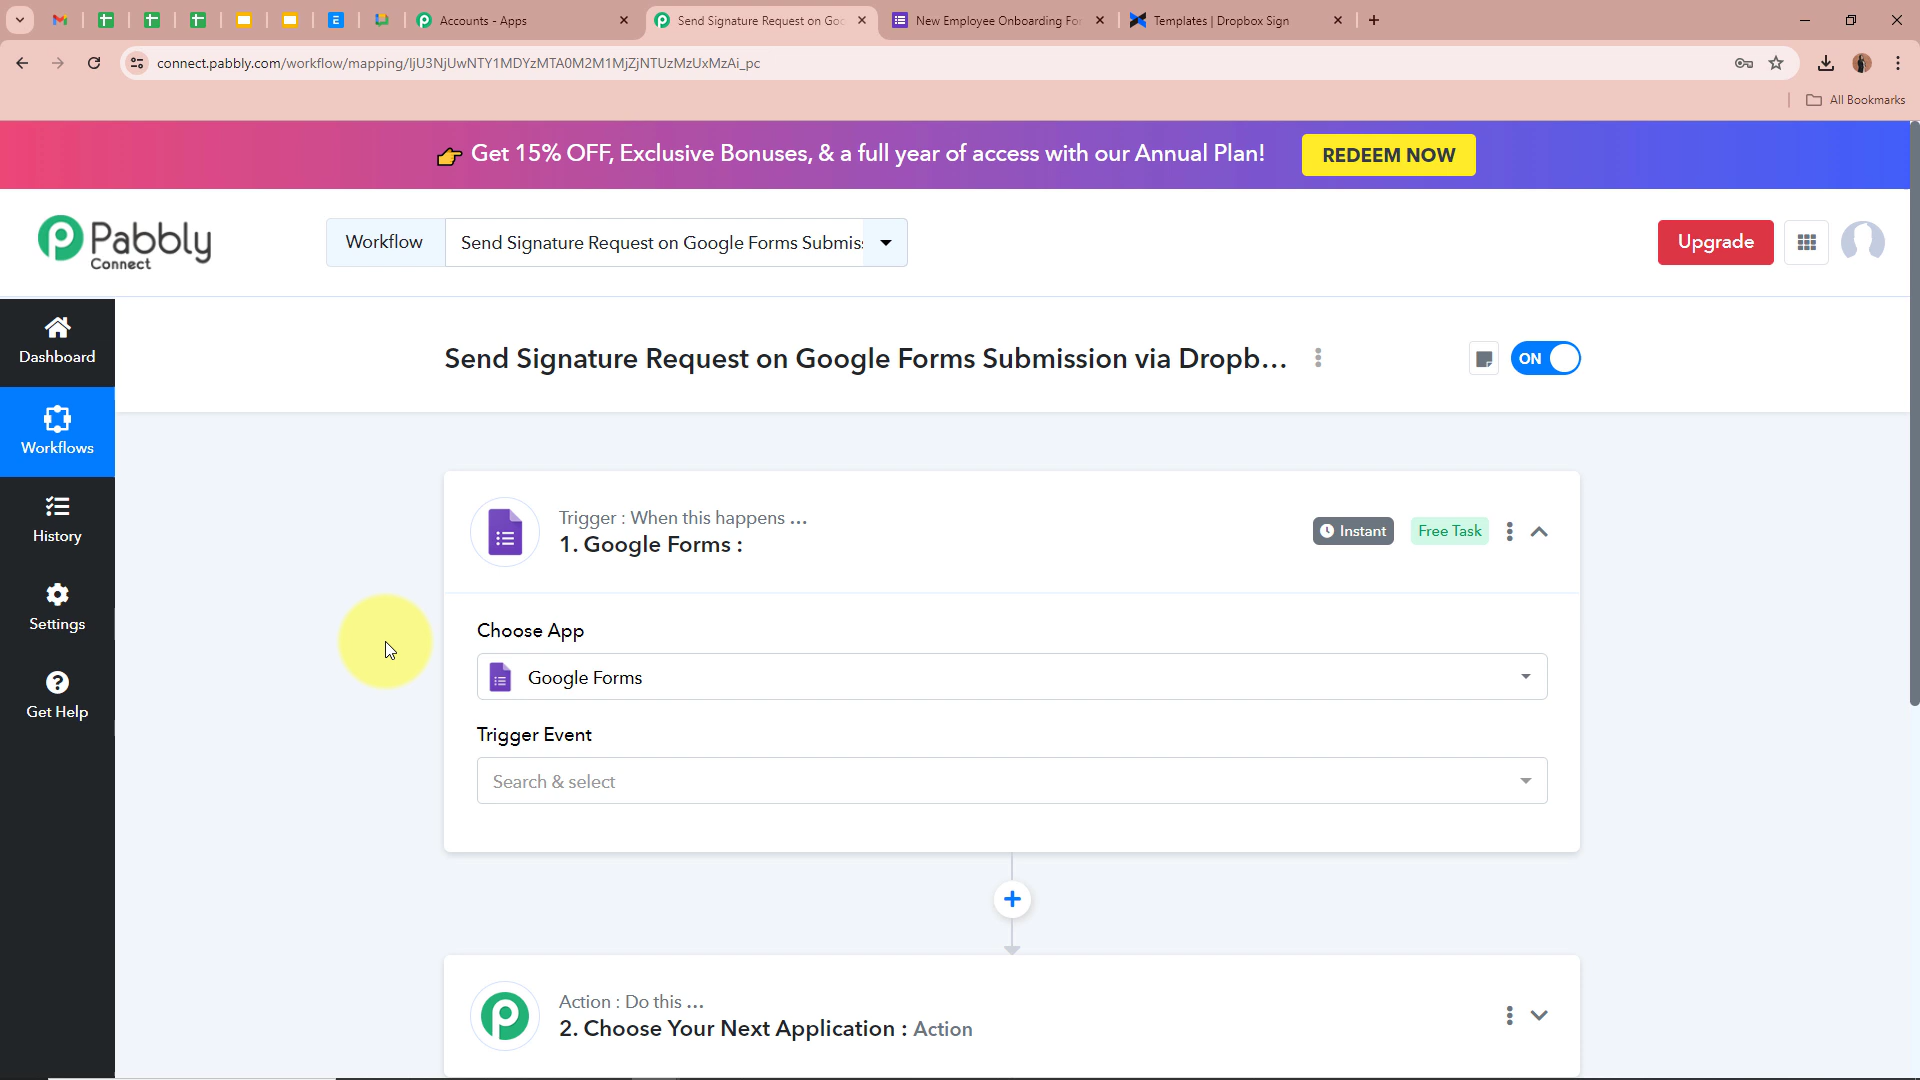 Accounts - Apps
Send Signature Request on Goo
New Employee Onboarding For
Templates | Dropbox Sign
connect.pabbly.com/workflow/mapping/IjU3NjUwNTY1MDYzMTA0M2M1MjZjNTUzMzUxMzAi_pc
All Bookmarks
👉 Get 15% OFF, Exclusive Bonuses, & a full year of access with our Annual Plan!
REDEEM NOW
Pabbly
Connect
Workflow
Send Signature Request on Google Forms Submis
Upgrade
Dashboard
Workflows
History
Settings
Get Help
Send Signature Request on Google Forms Submission via Dropb...
ON
Trigger : When this happens ...
1. Google Forms :
Instant
Free Task
Choose App
Google Forms
Trigger Event
Search & select
Action : Do this ...
2. Choose Your Next Application : Action